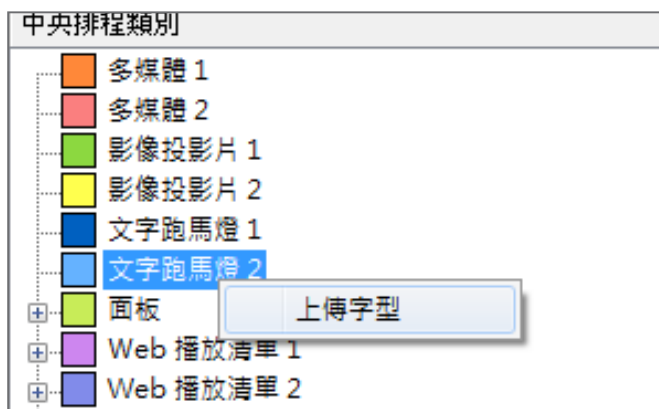 中央排程類別
多媒體 1
多媒體 2
影像投影片 1
影像投影片 2
文字跑馬燈 1
文字跑馬燈 2
上傳字型
面板
Web 播放清單 1
Web 播放清單 2